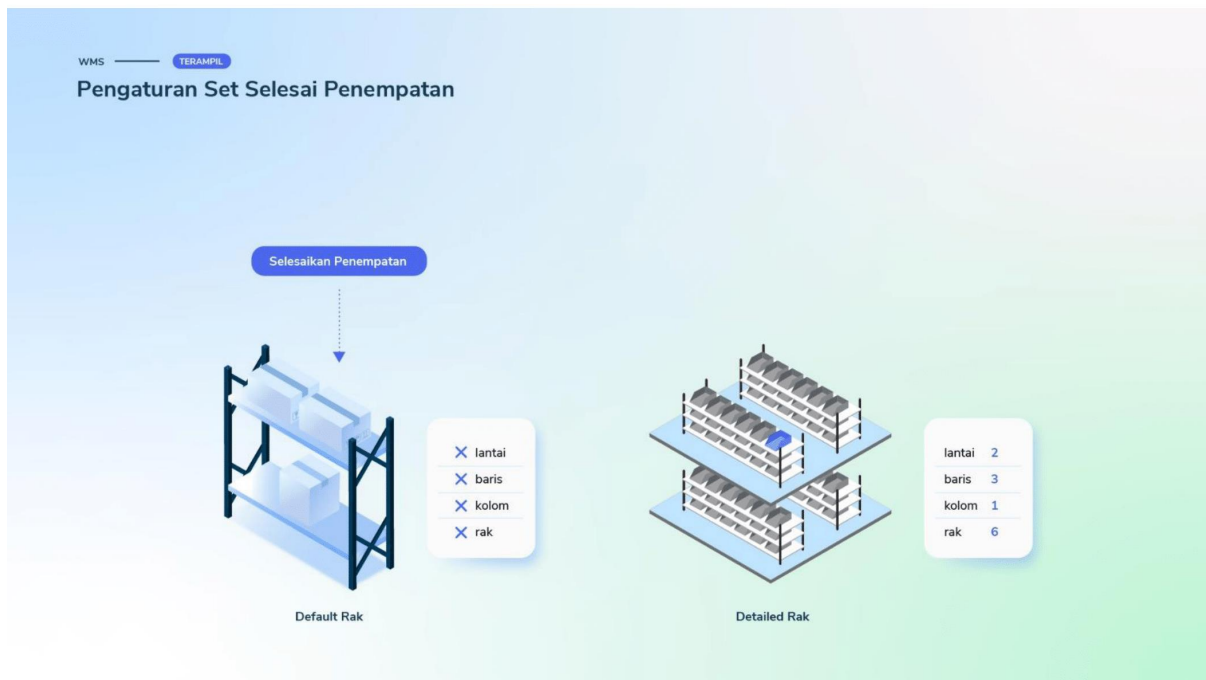 WMS
TERAMPIL
Pengaturan Set Selesai Penempatan
Selesaikan Penempatan
lantai
baris
kolom
rak
Default Rak
lantai 2
baris 3
kolom 1
rak 6
Detailed Rak